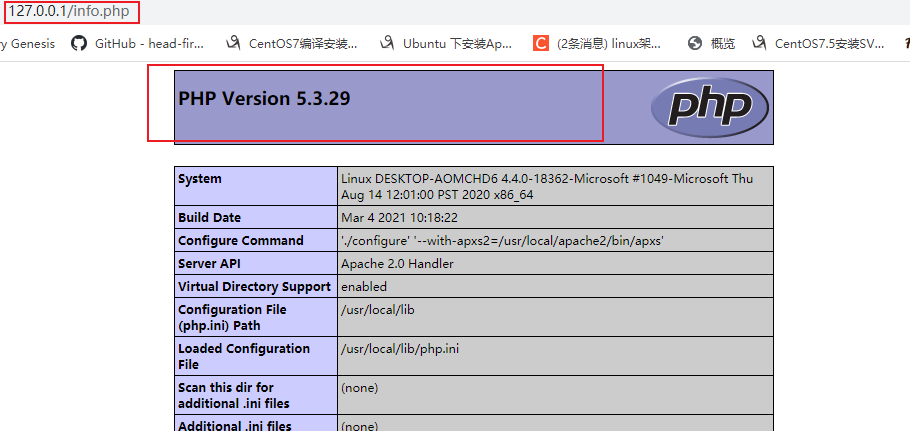 127.0.0.1/info.php
ry Genesis
GitHub - head-fir...
CentOS7编译安装...
Ubuntu 下安装Ap...
C
(2条消息) linux架...
概览
CentOS7.5安装SV...
PHP Version 5.3.29
php
System
Linux DESKTOP-AOMCHD6 4.4.0-18362-Microsoft #1049-Microsoft Thu
Aug 14 12:01:00 PST 2020 x86_64
Build Date
Mar 4 2021 10:18:22
Configure Command
'./configure' '--with-apxs2=/usr/local/apache2/bin/apxs'
Server API
Apache 2.0 Handler
Virtual Directory Support
enabled
Configuration File
(php.ini) Path
/usr/local/lib
Loaded Configuration
File
/usr/local/lib/php.ini
Scan this dir for
additional .ini files
(none)
Additional .ini files
(none)